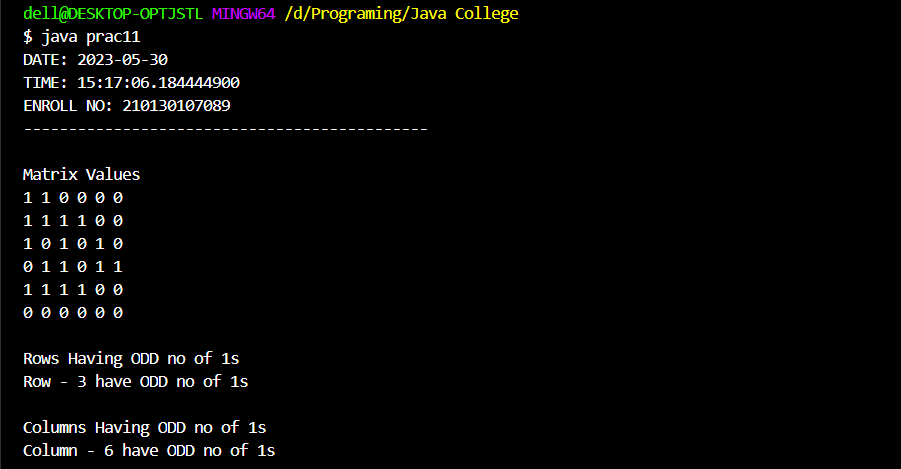 dell@DESKTOP-OPTJSTL MINGW64 /d/Programing/Java College
$ java prac11
DATE: 2023-05-30
TIME: 15:17:06.184444900
ENROLL NO: 210130107089
---------------------------------------------
Matrix Values
1 1 0 0 0 0
1 1 1 1 0 0
1 0 1 0 1 0
0 1 1 0 1 1
1 1 1 1 0 0
0 0 0 0 0 0
Rows Having ODD no of 1s
Row - 3 have ODD no of 1s
Columns Having ODD no of 1s
Column - 6 have ODD no of 1s